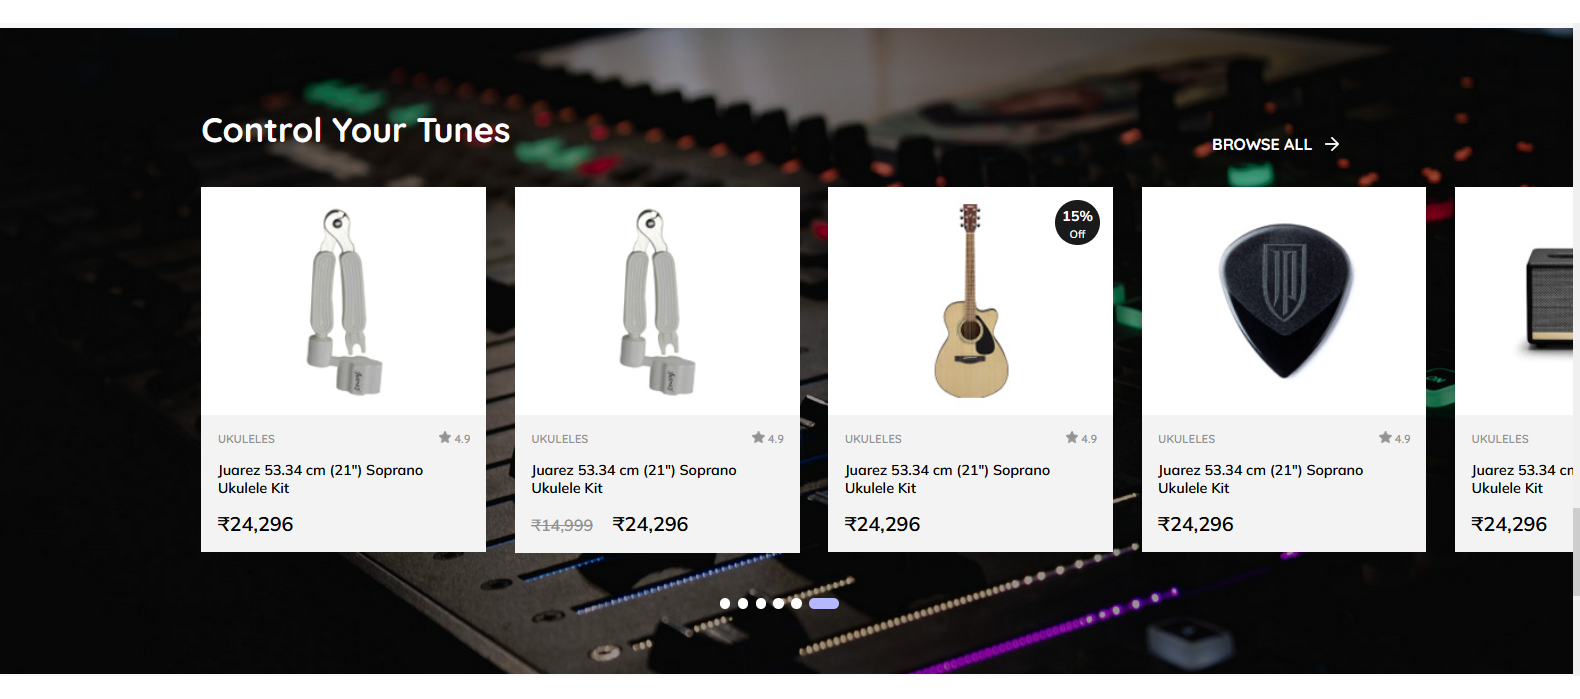 Control Your Tunes
BROWSE ALL
15%
Off
UKULELES 4.9
Juarez 53.34 cm (21") Soprano
Ukulele Kit
₹24,296
UKULELES 4.9
Juarez 53.34 cm (21") Soprano
Ukulele Kit
₹14,999 ₹24,296
UKULELES 4.9
Juarez 53.34 cm (21") Soprano
Ukulele Kit
₹24,296
UKULELES 4.9
Juarez 53.34 cm (21") Soprano
Ukulele Kit
₹24,296
UKULELES
Juarez 53.34
Ukulele Kit
₹24,296